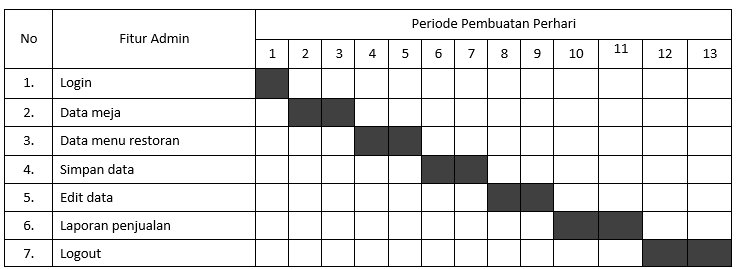 No Fitur Admin Periode Pembuatan Perhari
1 2 3 4 5 6 7 8 9 10 11 12 13
1. Login
2. Data meja
3. Data menu restoran
4. Simpan data
5. Edit data
6. Laporan penjualan
7. Logout